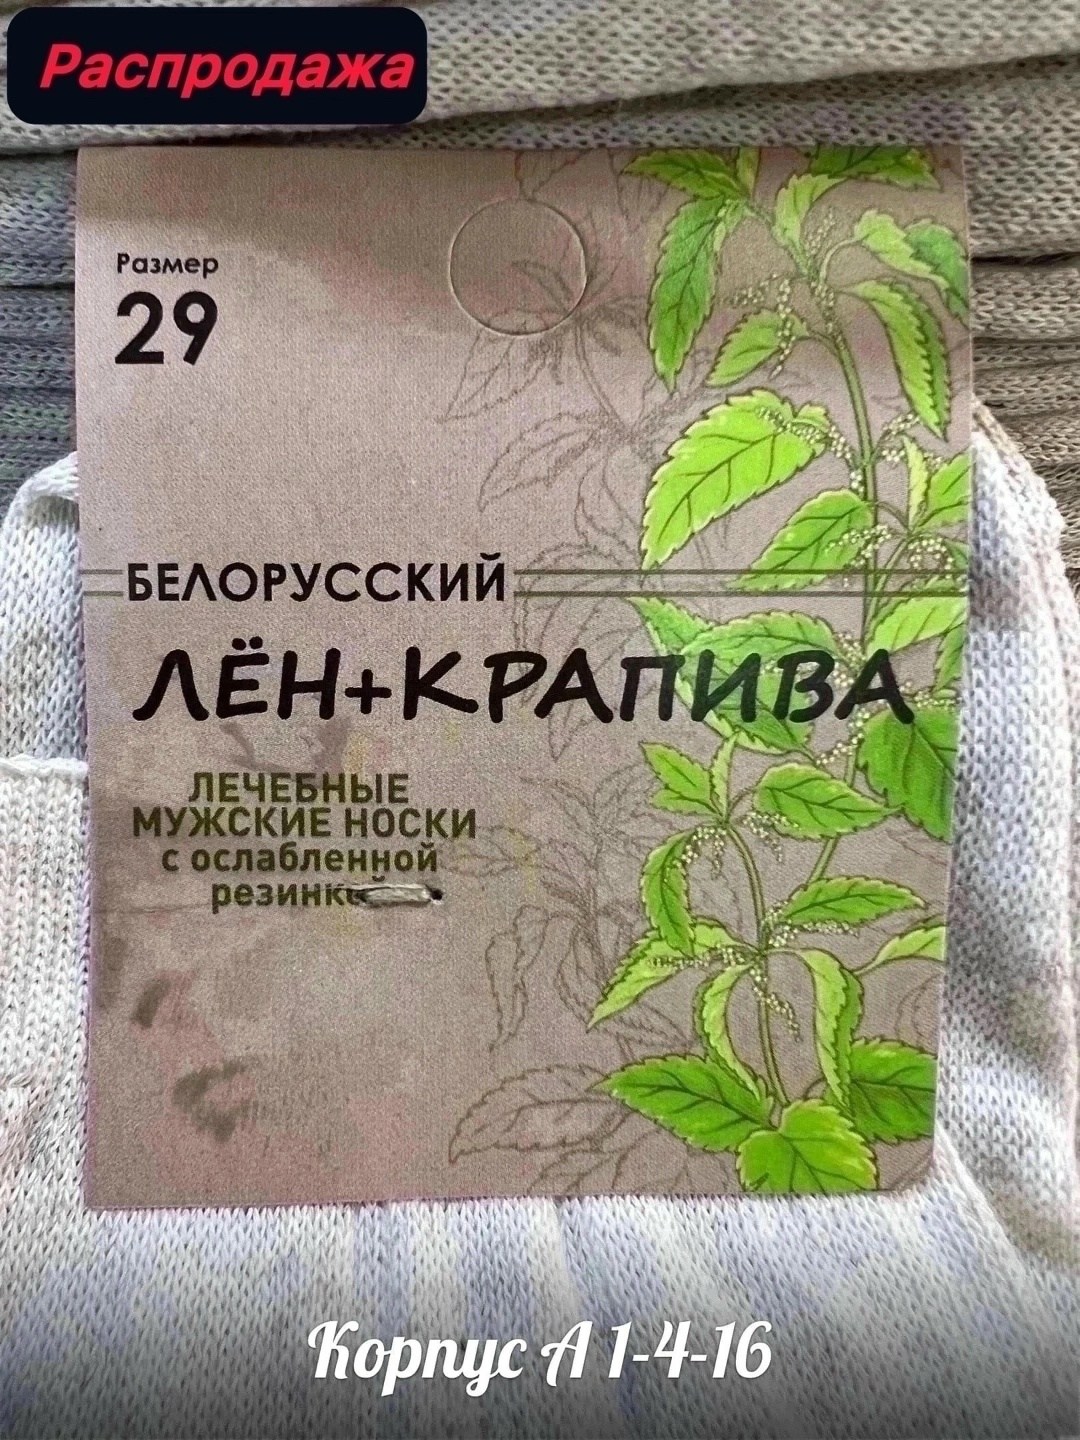 Распродажа
Размер
29
БЕЛОРУССКИЙ
ЛЁН+КРАПИВА
ЛЕЧЕБНЫЕ
МУЖСКИЕ НОСКИ
с ослабленной
Корпус А 1-4-16